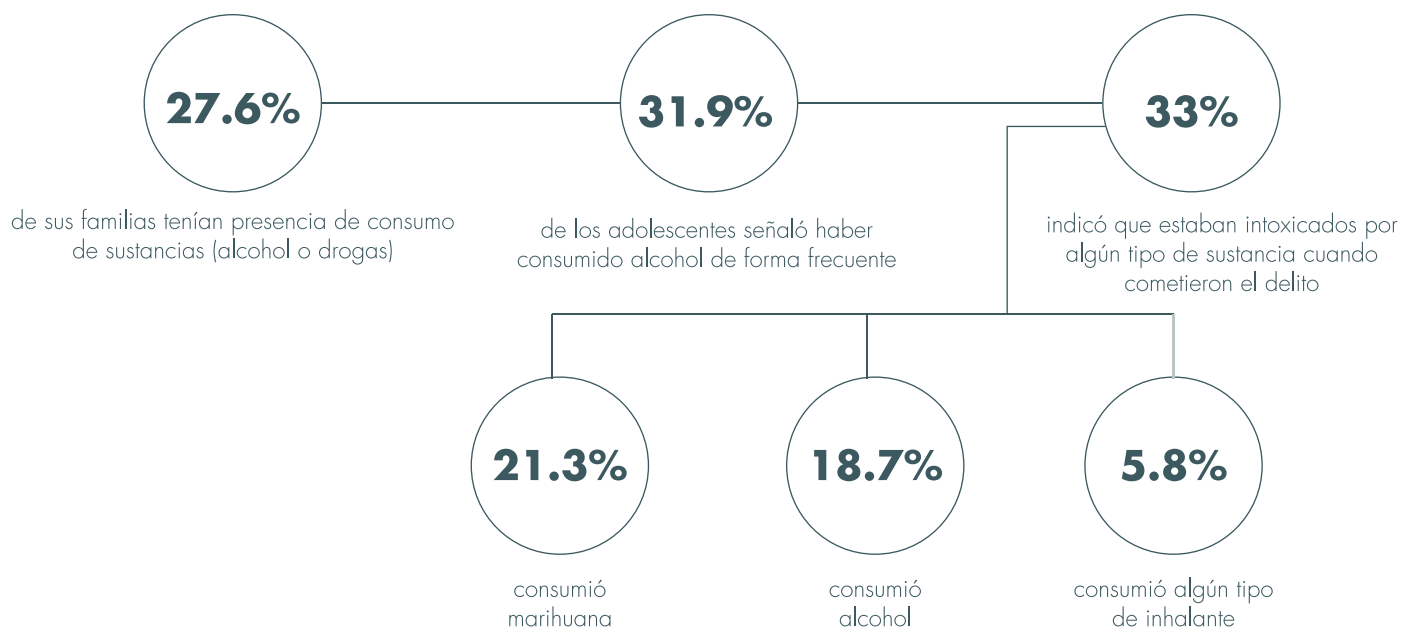 27.6%
de sus familias tenían presencia de consumo
de sustancias (alcohol o drogas)
31.9%
de los adolescentes señaló haber
consumido alcohol de forma frecuente
33%
indicó que estaban intoxicados por
algún tipo de sustancia cuando
cometieron el delito
21.3%
consumió
marihuana
18.7%
consumió
alcohol
5.8%
consumió algún tipo
de inhalante